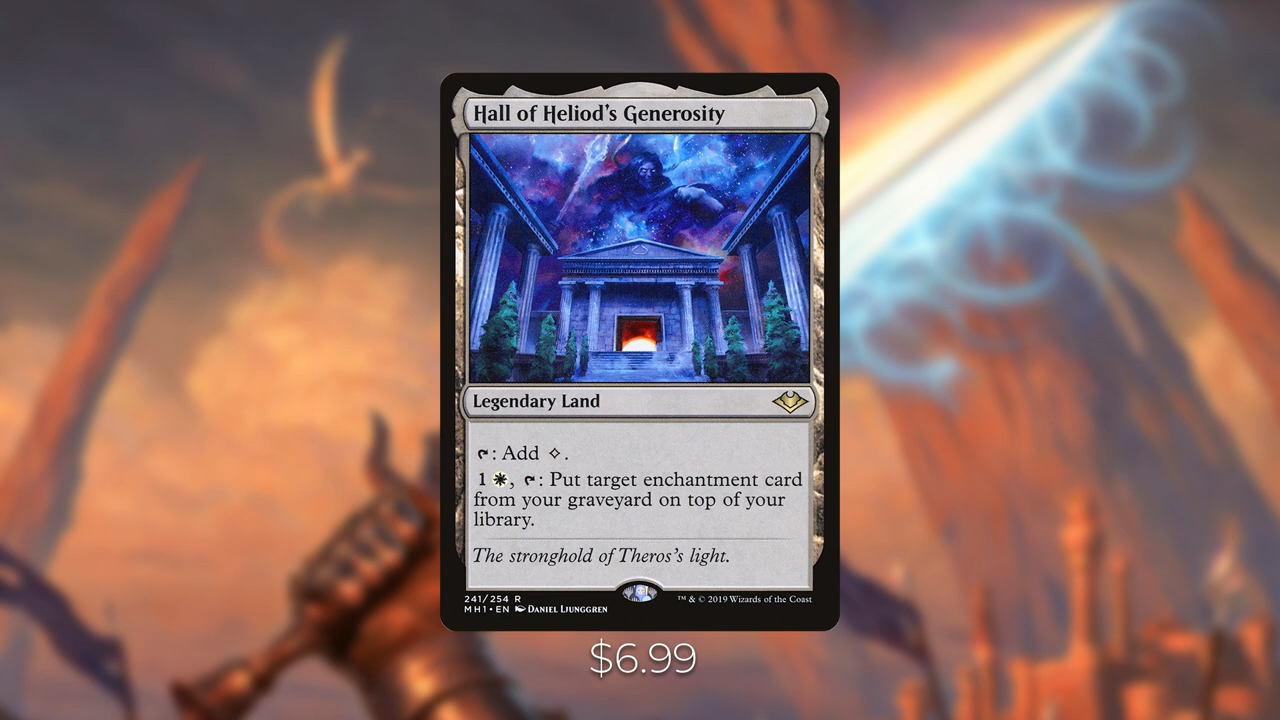 Hall of Heliod's Generosity
Legendary Land
: Add .
1 , : Put target enchantment card
from your graveyard on top of your
library.
The stronghold of Theros's light.
241/254 R
MH1 • EN Daniel Ljunggren
™ & © 2019 Wizards of the Coast
$6.99